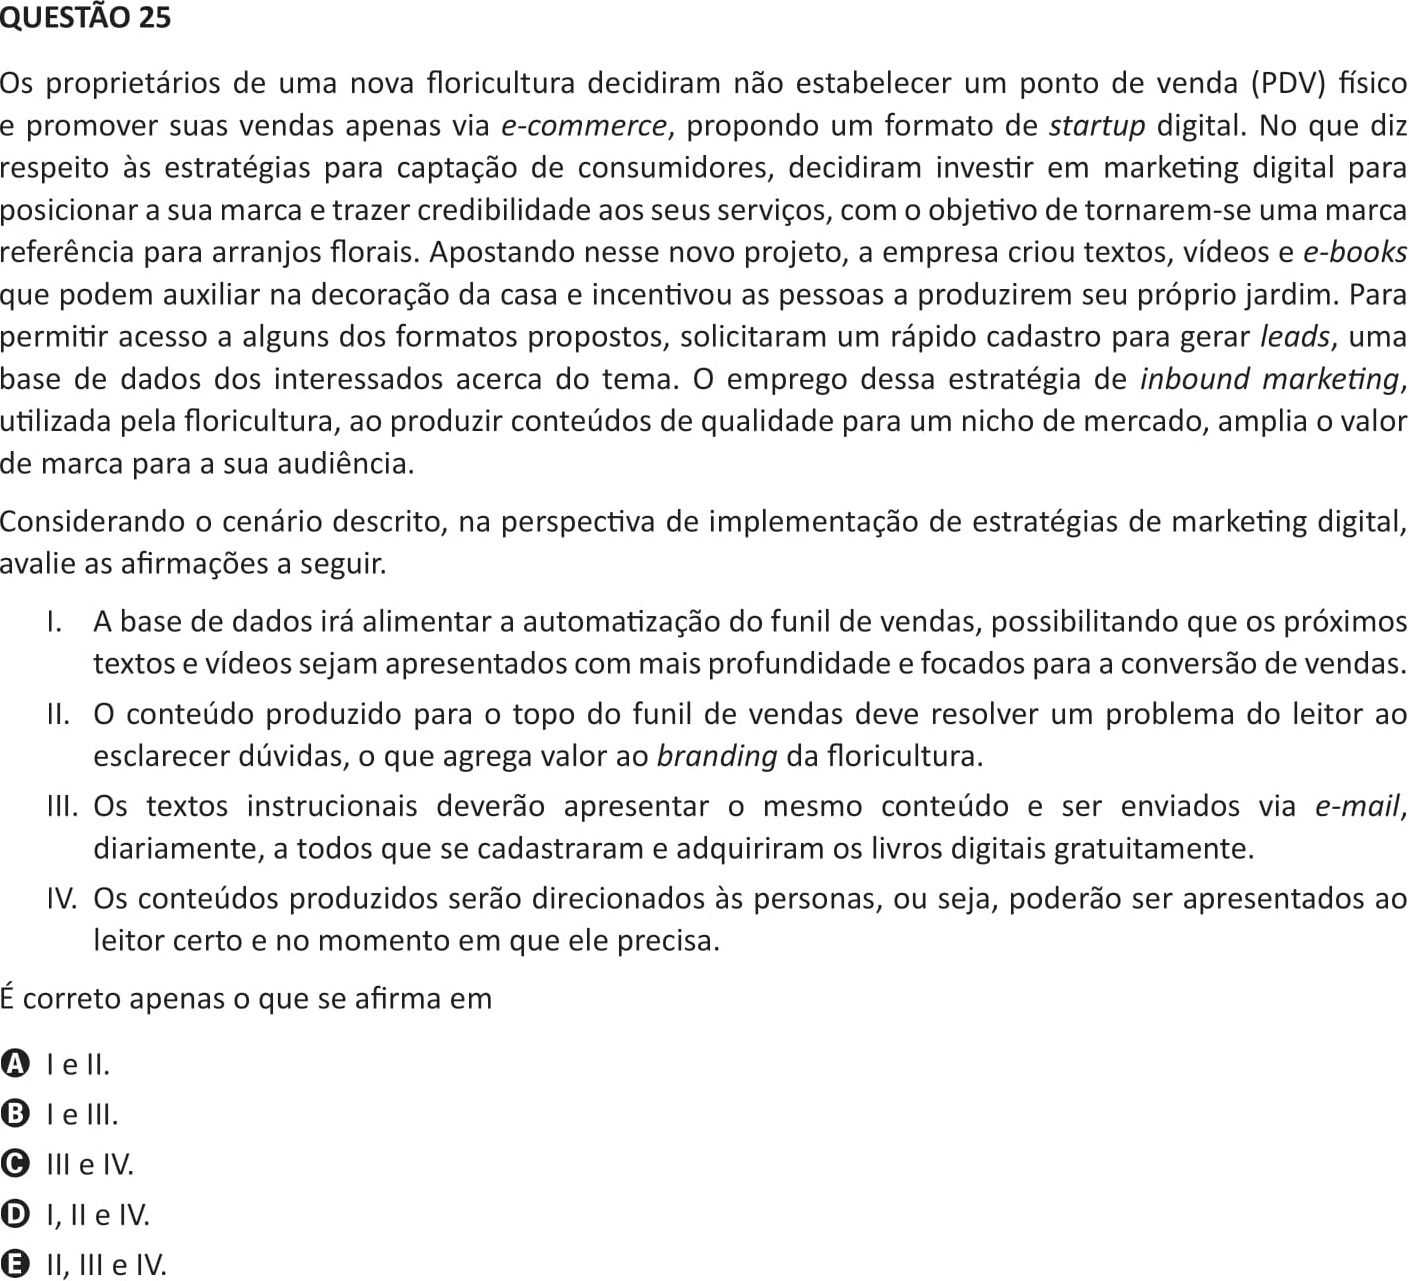 QUESTÃO 25
Os proprietários de uma nova floricultura decidiram não estabelecer um ponto de venda (PDV) físico
e promover suas vendas apenas via e-commerce, propondo um formato de startup digital. No que diz
respeito às estratégias para captação de consumidores, decidiram investir em marketing digital para
posicionar a sua marca e trazer credibilidade aos seus serviços, com o objetivo de tornarem-se uma marca
referência para arranjos florais. Apostando nesse novo projeto, a empresa criou textos, vídeos e e-books
que podem auxiliar na decoração da casa e incentivou as pessoas a produzirem seu próprio jardim. Para
permitir acesso a alguns dos formatos propostos, solicitaram um rápido cadastro para gerar leads, uma
base de dados dos interessados acerca do tema. O emprego dessa estratégia de inbound marketing,
utilizada pela floricultura, ao produzir conteúdos de qualidade para um nicho de mercado, amplia o valor
de marca para a sua audiência.
Considerando o cenário descrito, na perspectiva de implementação de estratégias de marketing digital,
avalie as afirmações a seguir.
I. A base de dados irá alimentar a automatização do funil de vendas, possibilitando que os próximos
textos e vídeos sejam apresentados com mais profundidade e focados para a conversão de vendas.
II. O conteúdo produzido para o topo do funil de vendas deve resolver um problema do leitor ao
esclarecer dúvidas, o que agrega valor ao branding da floricultura.
III. Os textos instrucionais deverão apresentar o mesmo conteúdo e ser enviados via e-mail,
diariamente, a todos que se cadastraram e adquiriram os livros digitais gratuitamente.
IV. Os conteúdos produzidos serão direcionados às personas, ou seja, poderão ser apresentados ao
leitor certo e no momento em que ele precisa.
É correto apenas o que se afirma em
A I e II.
B I e III.
C III e IV.
D I, II e IV.
E II, III e IV.